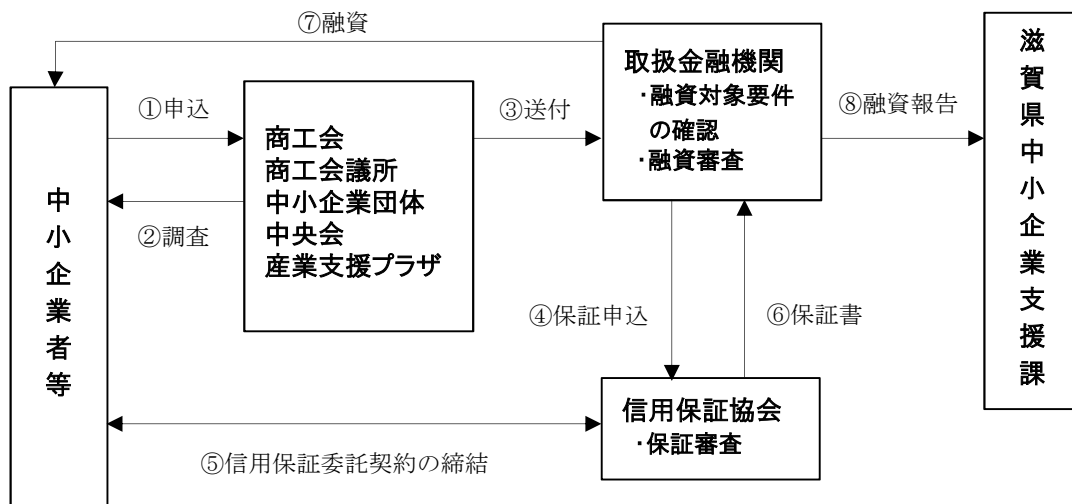 ⑦融資
中小企業者等
①申込
②調査
商工会
商工会議所
中小企業団体
中央会
産業支援プラザ
③送付
取扱金融機関
・融資対象要件
の確認
・融資審査
⑧融資報告
滋賀県中小企業支援課
④保証申込
⑥保証書
信用保証協会
・保証審査
⑤信用保証委託契約の締結